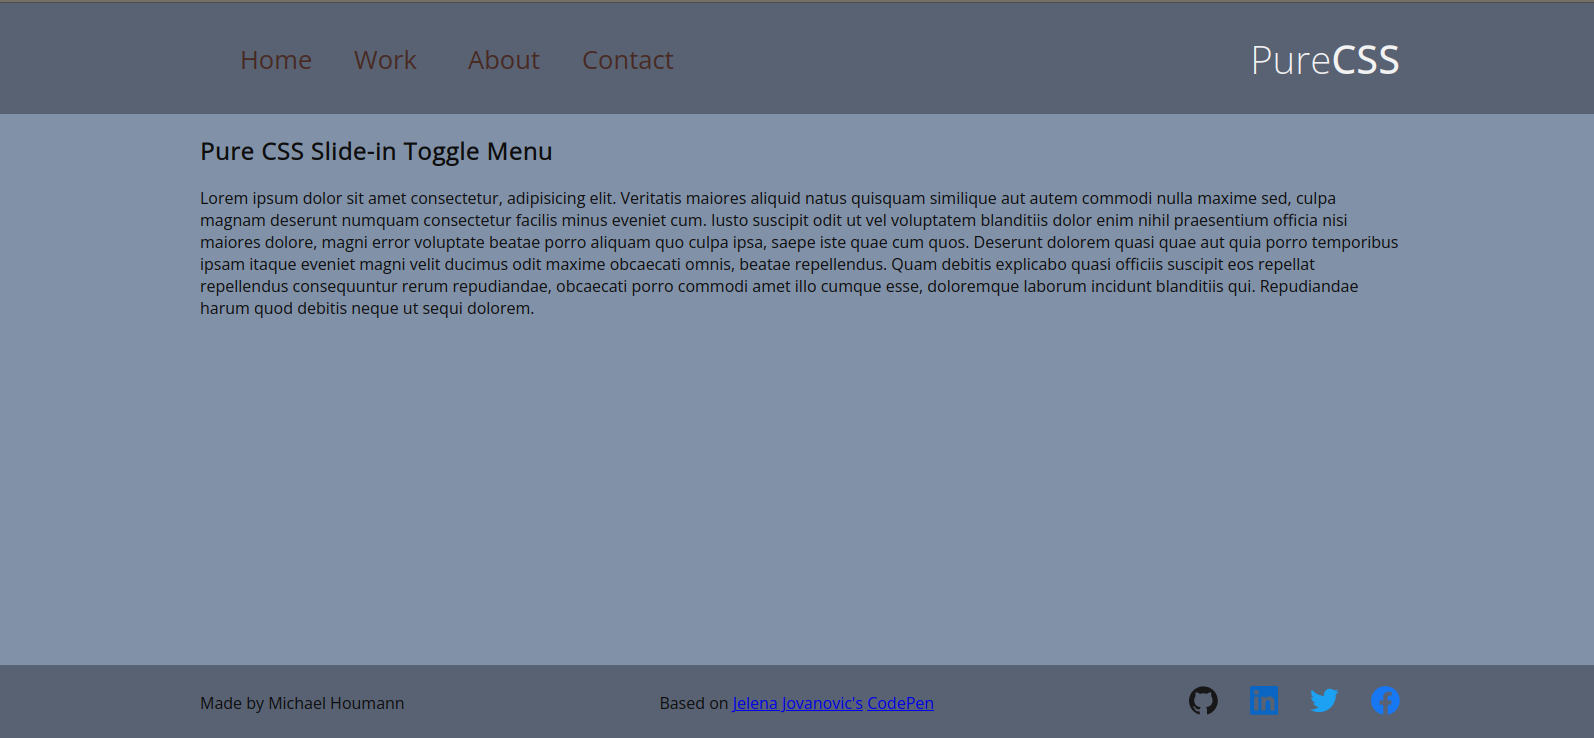 Home Work About Contact PureCSS
Pure CSS Slide-in Toggle Menu
Lorem ipsum dolor sit amet consectetur, adipisicing elit. Veritatis maiores aliquid natus quisquam similique aut autem commodi nulla maxime sed, culpa
magnam deserunt numquam consectetur facilis minus eveniet cum. Iusto suscipit odit ut vel voluptatem blanditiis dolor enim nihil praesentium officia nisi
maiores dolore, magni error voluptate beatae porro aliquam quo culpa ipsa, saepe iste quae cum quos. Deserunt dolorem quasi quae aut quia porro temporibus
ipsam itaque eveniet magni velit ducimus odit maxime obcaecati omnis, beatae repellendus. Quam debitis explicabo quasi officiis suscipit eos repellat
repellendus consequuntur rerum repudiandae, obcaecati porro commodi amet illo cumque esse, doloremque laborum incidunt blanditiis qui. Repudiandae
harum quod debitis neque ut sequi dolorem.
Made by Michael Houmann Based on Jelena Jovanovic's CodePen